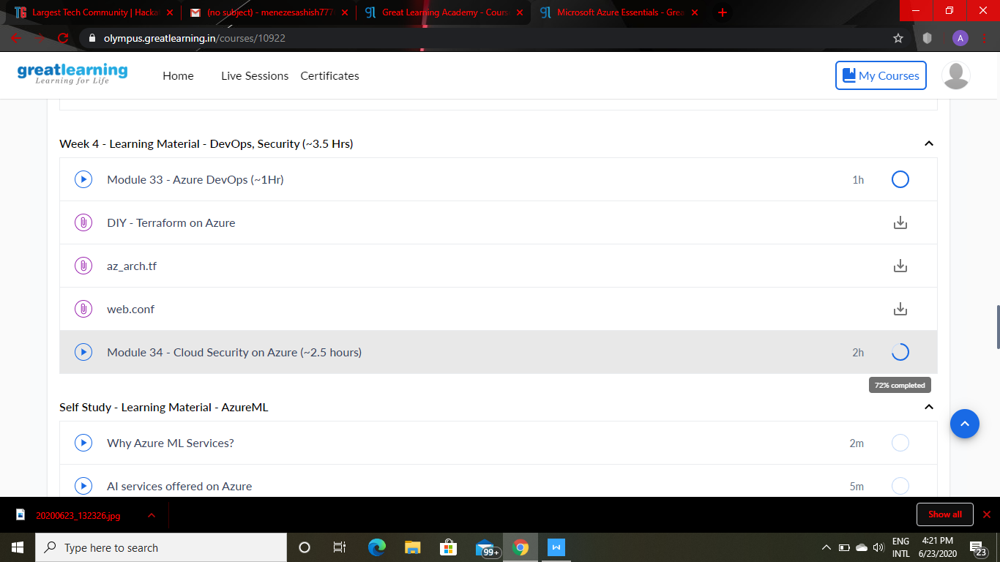 Largest Tech Community | Hacka
(no subject) - menezesashish777
Great Learning Academy - Course
Microsoft Azure Essentials - Grea
olympus.greatlearning.in/courses/10922
A
greatlearning
Learning for Life
Home
Live Sessions
Certificates
My Courses
Week 4 - Learning Material - DevOps, Security (~3.5 Hrs)
Module 33 - Azure DevOps (~1Hr)
1h
DIY - Terraform on Azure
az_arch.tf
web.conf
Module 34 - Cloud Security on Azure (~2.5 hours)
2h
72% completed
Self Study - Learning Material - AzureML
Why Azure ML Services?
2m
AI services offered on Azure
5m
20200623_132326.jpg
Show all
Type here to search
99+
ENG
INTL
4:21 PM
6/23/2020
23